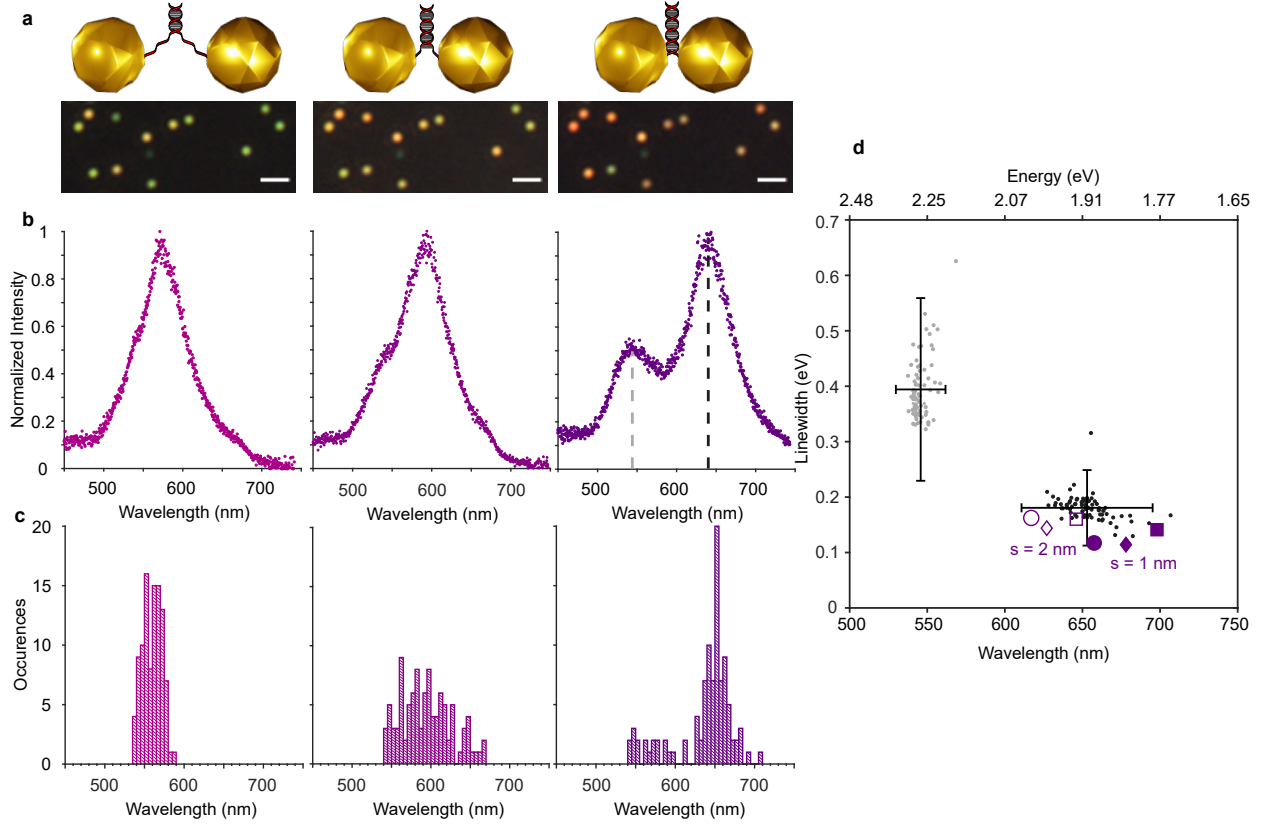 a
b
1
0.8
0.6
0.4
0.2
0
Normalized Intensity
500 600 700
500 600 700
500 600 700
Wavelength (nm)
Wavelength (nm)
Wavelength (nm)
c
20
15
10
5
0
Occurences
500 600 700
500 600 700
500 600 700
Wavelength (nm)
Wavelength (nm)
Wavelength (nm)
d
Energy (eV)
2.48 2.25 2.07 1.91 1.77 1.65
0.7
0.6
0.5
0.4
0.3
0.2
0.1
0
Linewidth (eV)
s = 2 nm
s = 1 nm
500 550 600 650 700 750
Wavelength (nm)